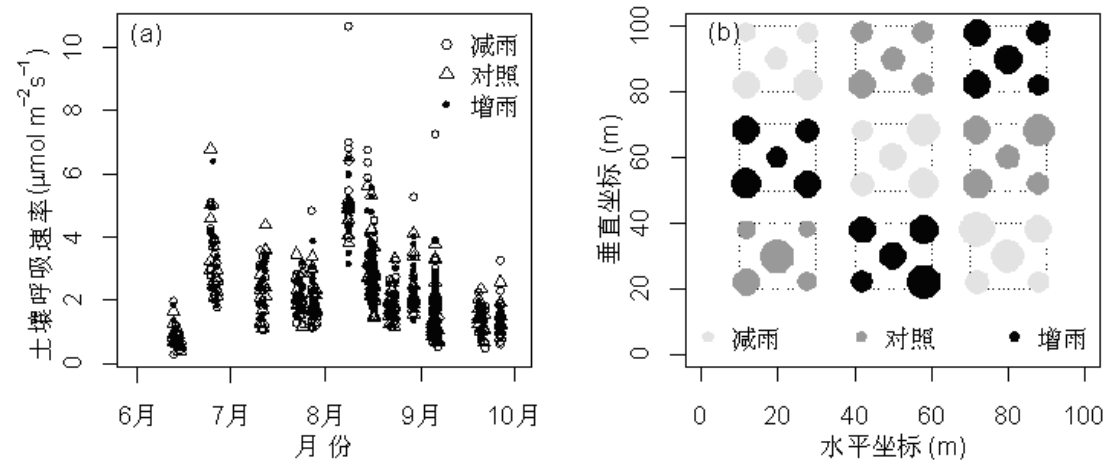 (a)
减雨
对照
增雨
土壤呼吸速率(μmol m⁻²s⁻¹)
10
8
6
4
2
0
6月 7月 8月 9月 10月
月 份
(b)
垂直坐标 (m)
100
80
60
40
20
0
减雨 对照 增雨
0 20 40 60 80 100
水平坐标 (m)